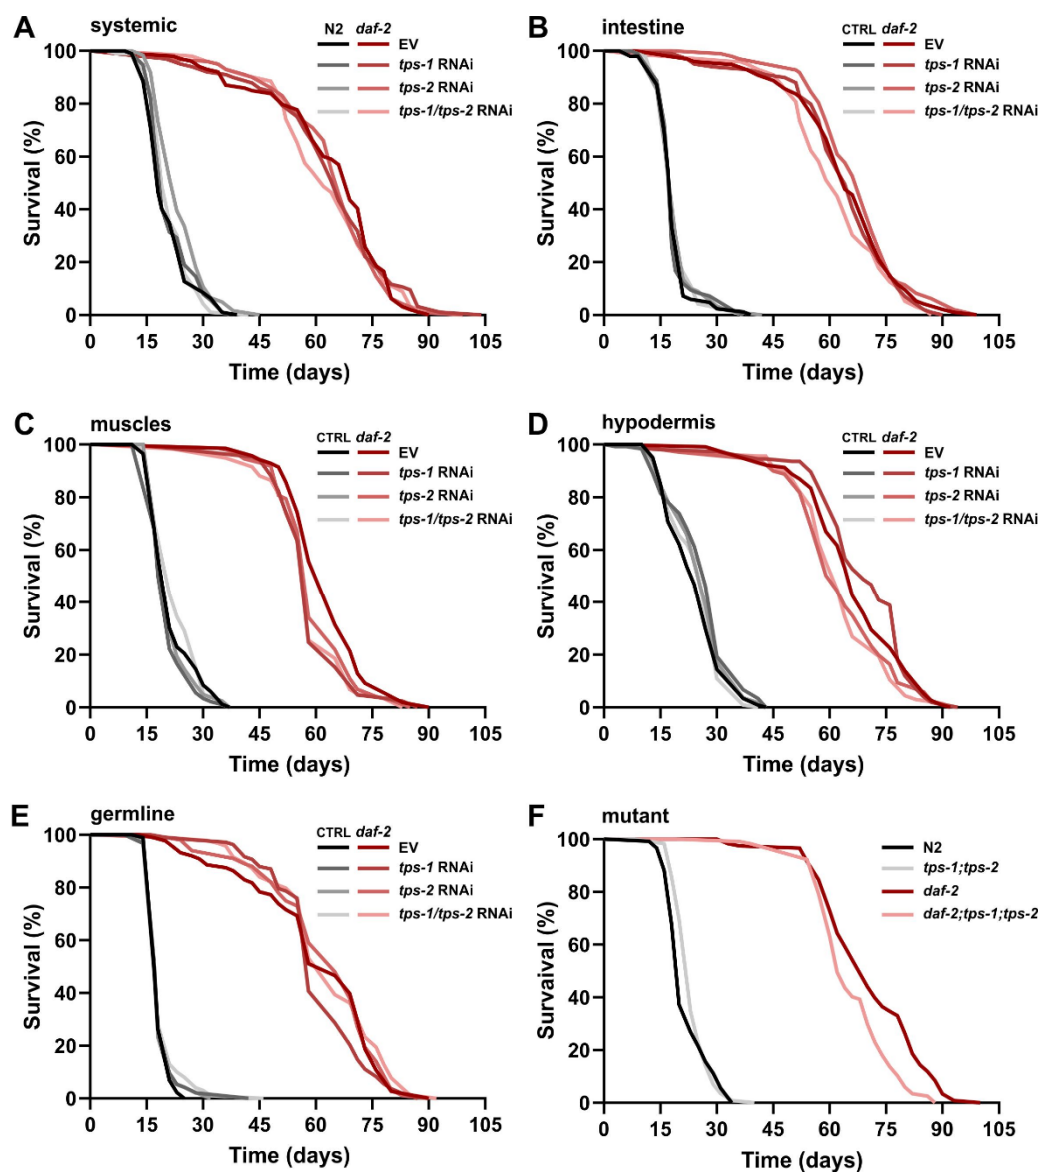 A systemic
N2 daf-2
EV
tps-1 RNAi
tps-2 RNAi
tps-1/tps-2 RNAi
Survival (%)
100
80
60
40
20
0
0 15 30 45 60 75 90 105
Time (days)
B intestine
CTRL daf-2
EV
tps-1 RNAi
tps-2 RNAi
tps-1/tps-2 RNAi
Survival (%)
100
80
60
40
20
0
0 15 30 45 60 75 90 105
Time (days)
C muscles
CTRL daf-2
EV
tps-1 RNAi
tps-2 RNAi
tps-1/tps-2 RNAi
Survival (%)
100
80
60
40
20
0
0 15 30 45 60 75 90 105
Time (days)
D hypodermis
CTRL daf-2
EV
tps-1 RNAi
tps-2 RNAi
tps-1/tps-2 RNAi
Survival (%)
100
80
60
40
20
0
0 15 30 45 60 75 90 105
Time (days)
E germline
CTRL daf-2
EV
tps-1 RNAi
tps-2 RNAi
tps-1/tps-2 RNAi
Survival (%)
100
80
60
40
20
0
0 15 30 45 60 75 90 105
Time (days)
F mutant
N2
tps-1;tps-2
daf-2
daf-2;tps-1;tps-2
Survaival (%)
100
80
60
40
20
0
0 15 30 45 60 75 90 105
Time (days)